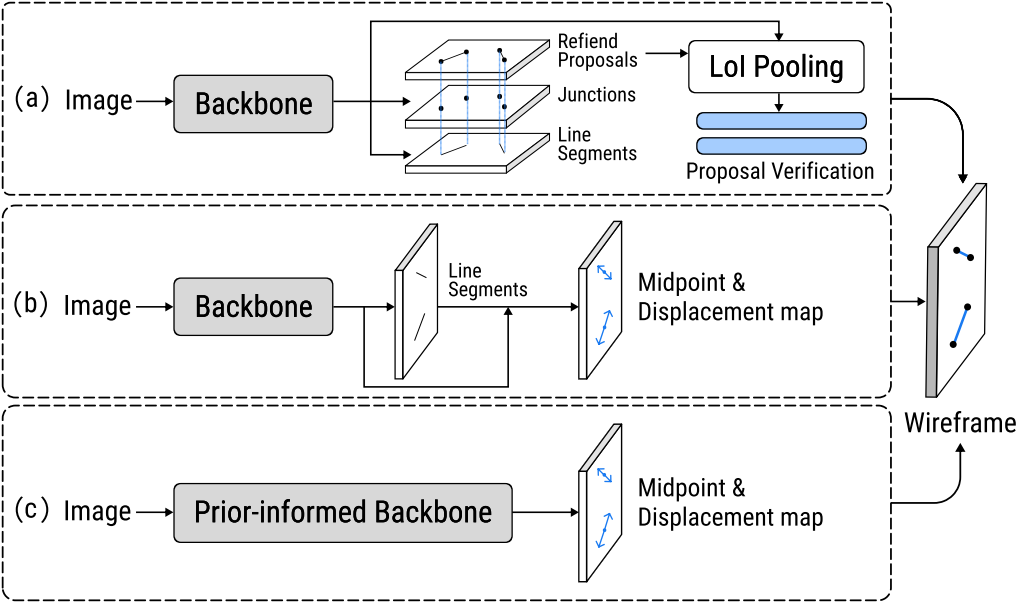 (a) Image
Backbone
Refiend
Proposals
Junctions
Line
Segments
LoI Pooling
Proposal Verification
(b) Image
Backbone
Line
Segments
Midpoint &
Displacement map
(c) Image
Prior-informed Backbone
Midpoint &
Displacement map
Wireframe